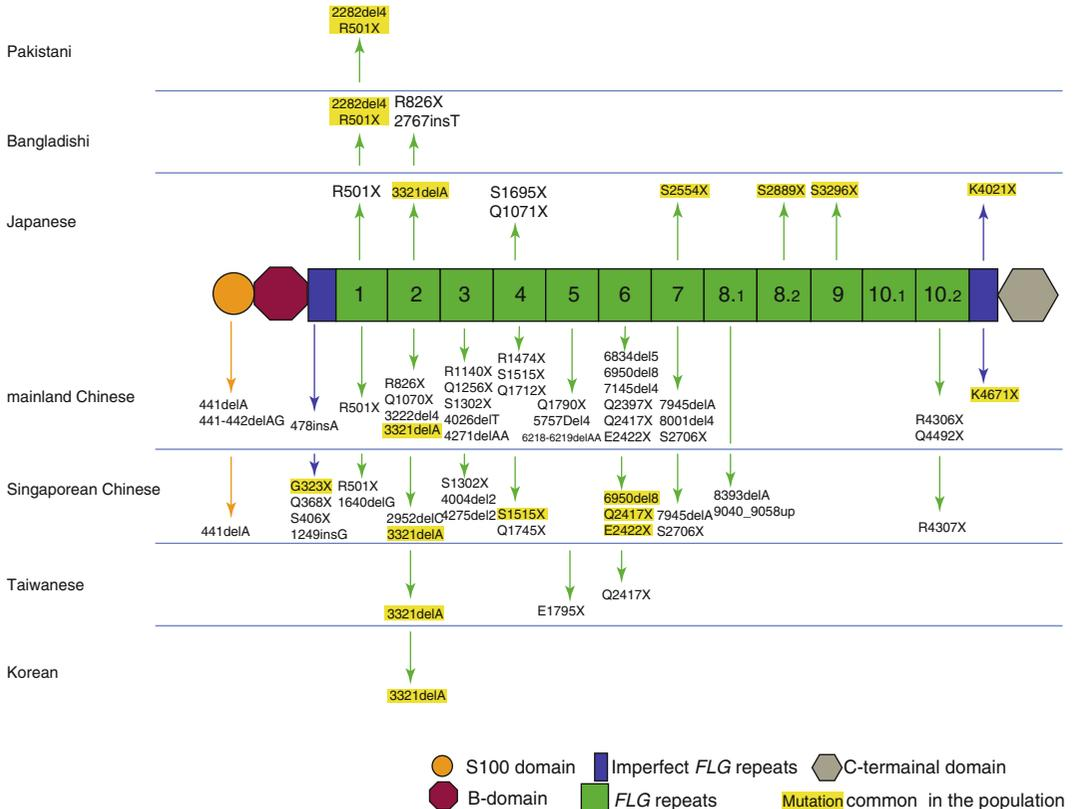 2282del4
R501X
Pakistani
2282del4 R826X
R501X 2767insT
Bangladishi
R501X 3321delA S1695X S2554X S2889X S3296X K4021X
Q1071X
Japanese
1 2 3 4 5 6 7 8.1 8.2 9 10.1 10.2
mainland Chinese
441delA
441-442delAG
478insA
R501X
R826X
Q1070X
3222del4
3321delA
R1140X
Q1256X
S1302X
4026delT
4271delAA
R1474X
S1515X
Q1712X
Q1790X
5757Del4
6218-6219delAA
6834del5
6950del8
7145del4
Q2397X
Q2417X
E2422X
7945delA
8001del4
S2706X
R4306X
Q4492X
K4671X
Singaporean Chinese
441delA
G323X
Q368X
S406X
1249insG
R501X
1640delG
2952delC
3321delA
S1302X
4004del2
4275del2
S1515X
Q1745X
6950del8
Q2417X
E2422X
7945delA
S2706X
8393delA
9040_9058up
R4307X
Taiwanese
3321delA
E1795X
Q2417X
Korean
3321delA
S100 domain Imperfect FLG repeats C-termainal domain
B-domain FLG repeats Mutation common in the population